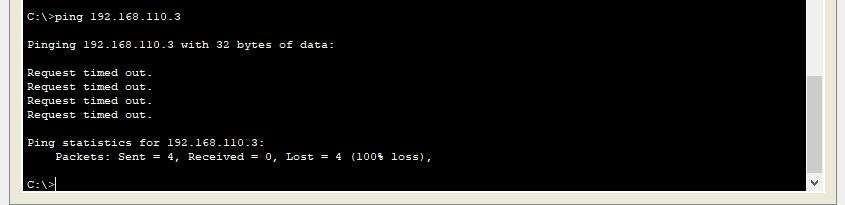 C:\>ping 192.168.110.3
Pinging 192.168.110.3 with 32 bytes of data:
Request timed out.
Request timed out.
Request timed out.
Request timed out.
Ping statistics for 192.168.110.3:
    Packets: Sent = 4, Received = 0, Lost = 4 (100% loss),
C:\>